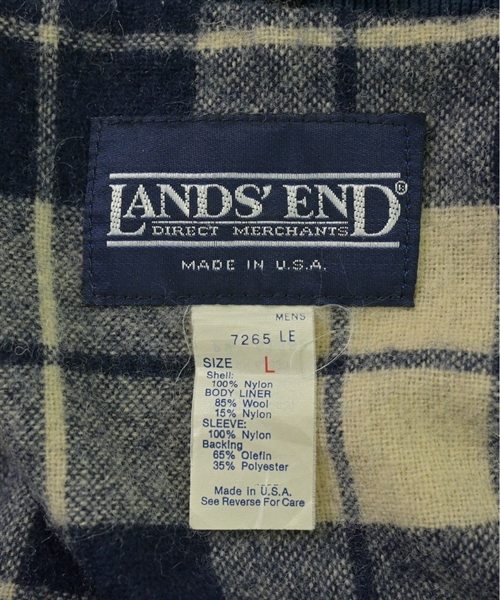 LANDS' END®
DIRECT MERCHANTS
MADE IN U.S.A.
MENS
7265 LE
SIZE L
Shell:
100% Nylon
BODY LINER
85% Wool
15% Nylon
SLEEVE:
100% Nylon
Backing
65% Olefin
35% Polyester
Made in U.S.A.
See Reverse For Care